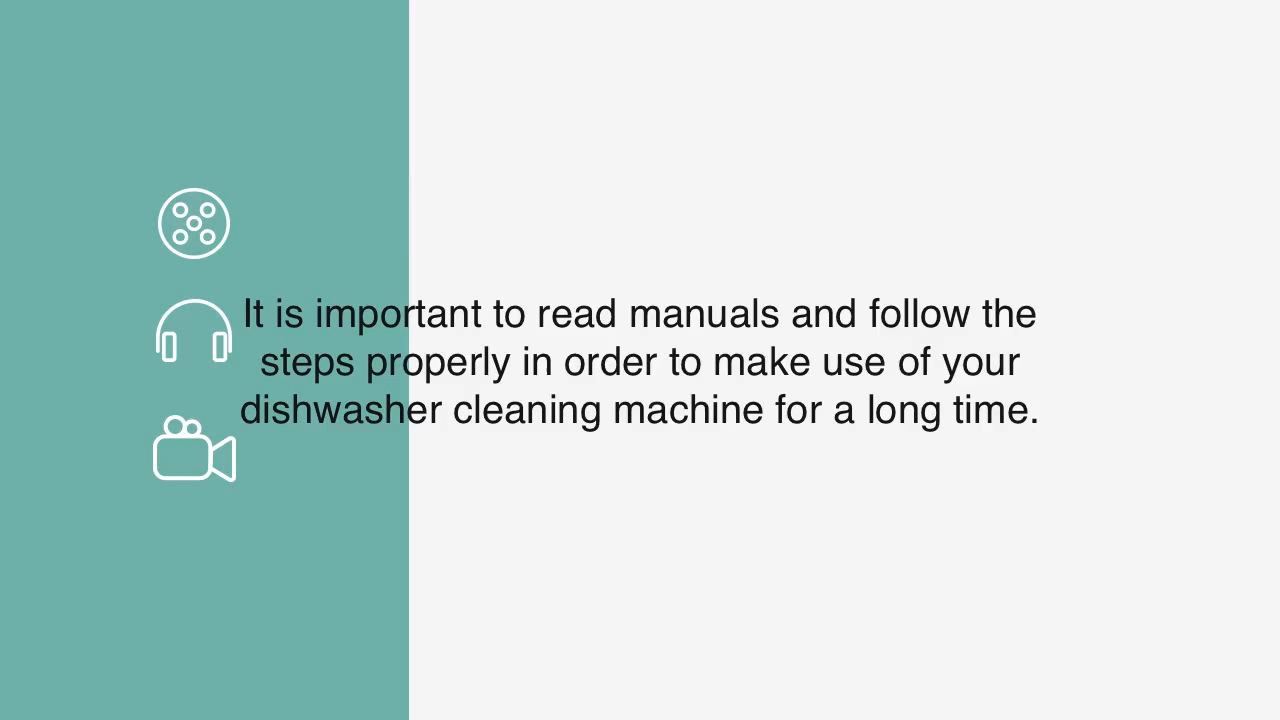 It is important to read manuals and follow the
steps properly in order to make use of your
dishwasher cleaning machine for a long time.